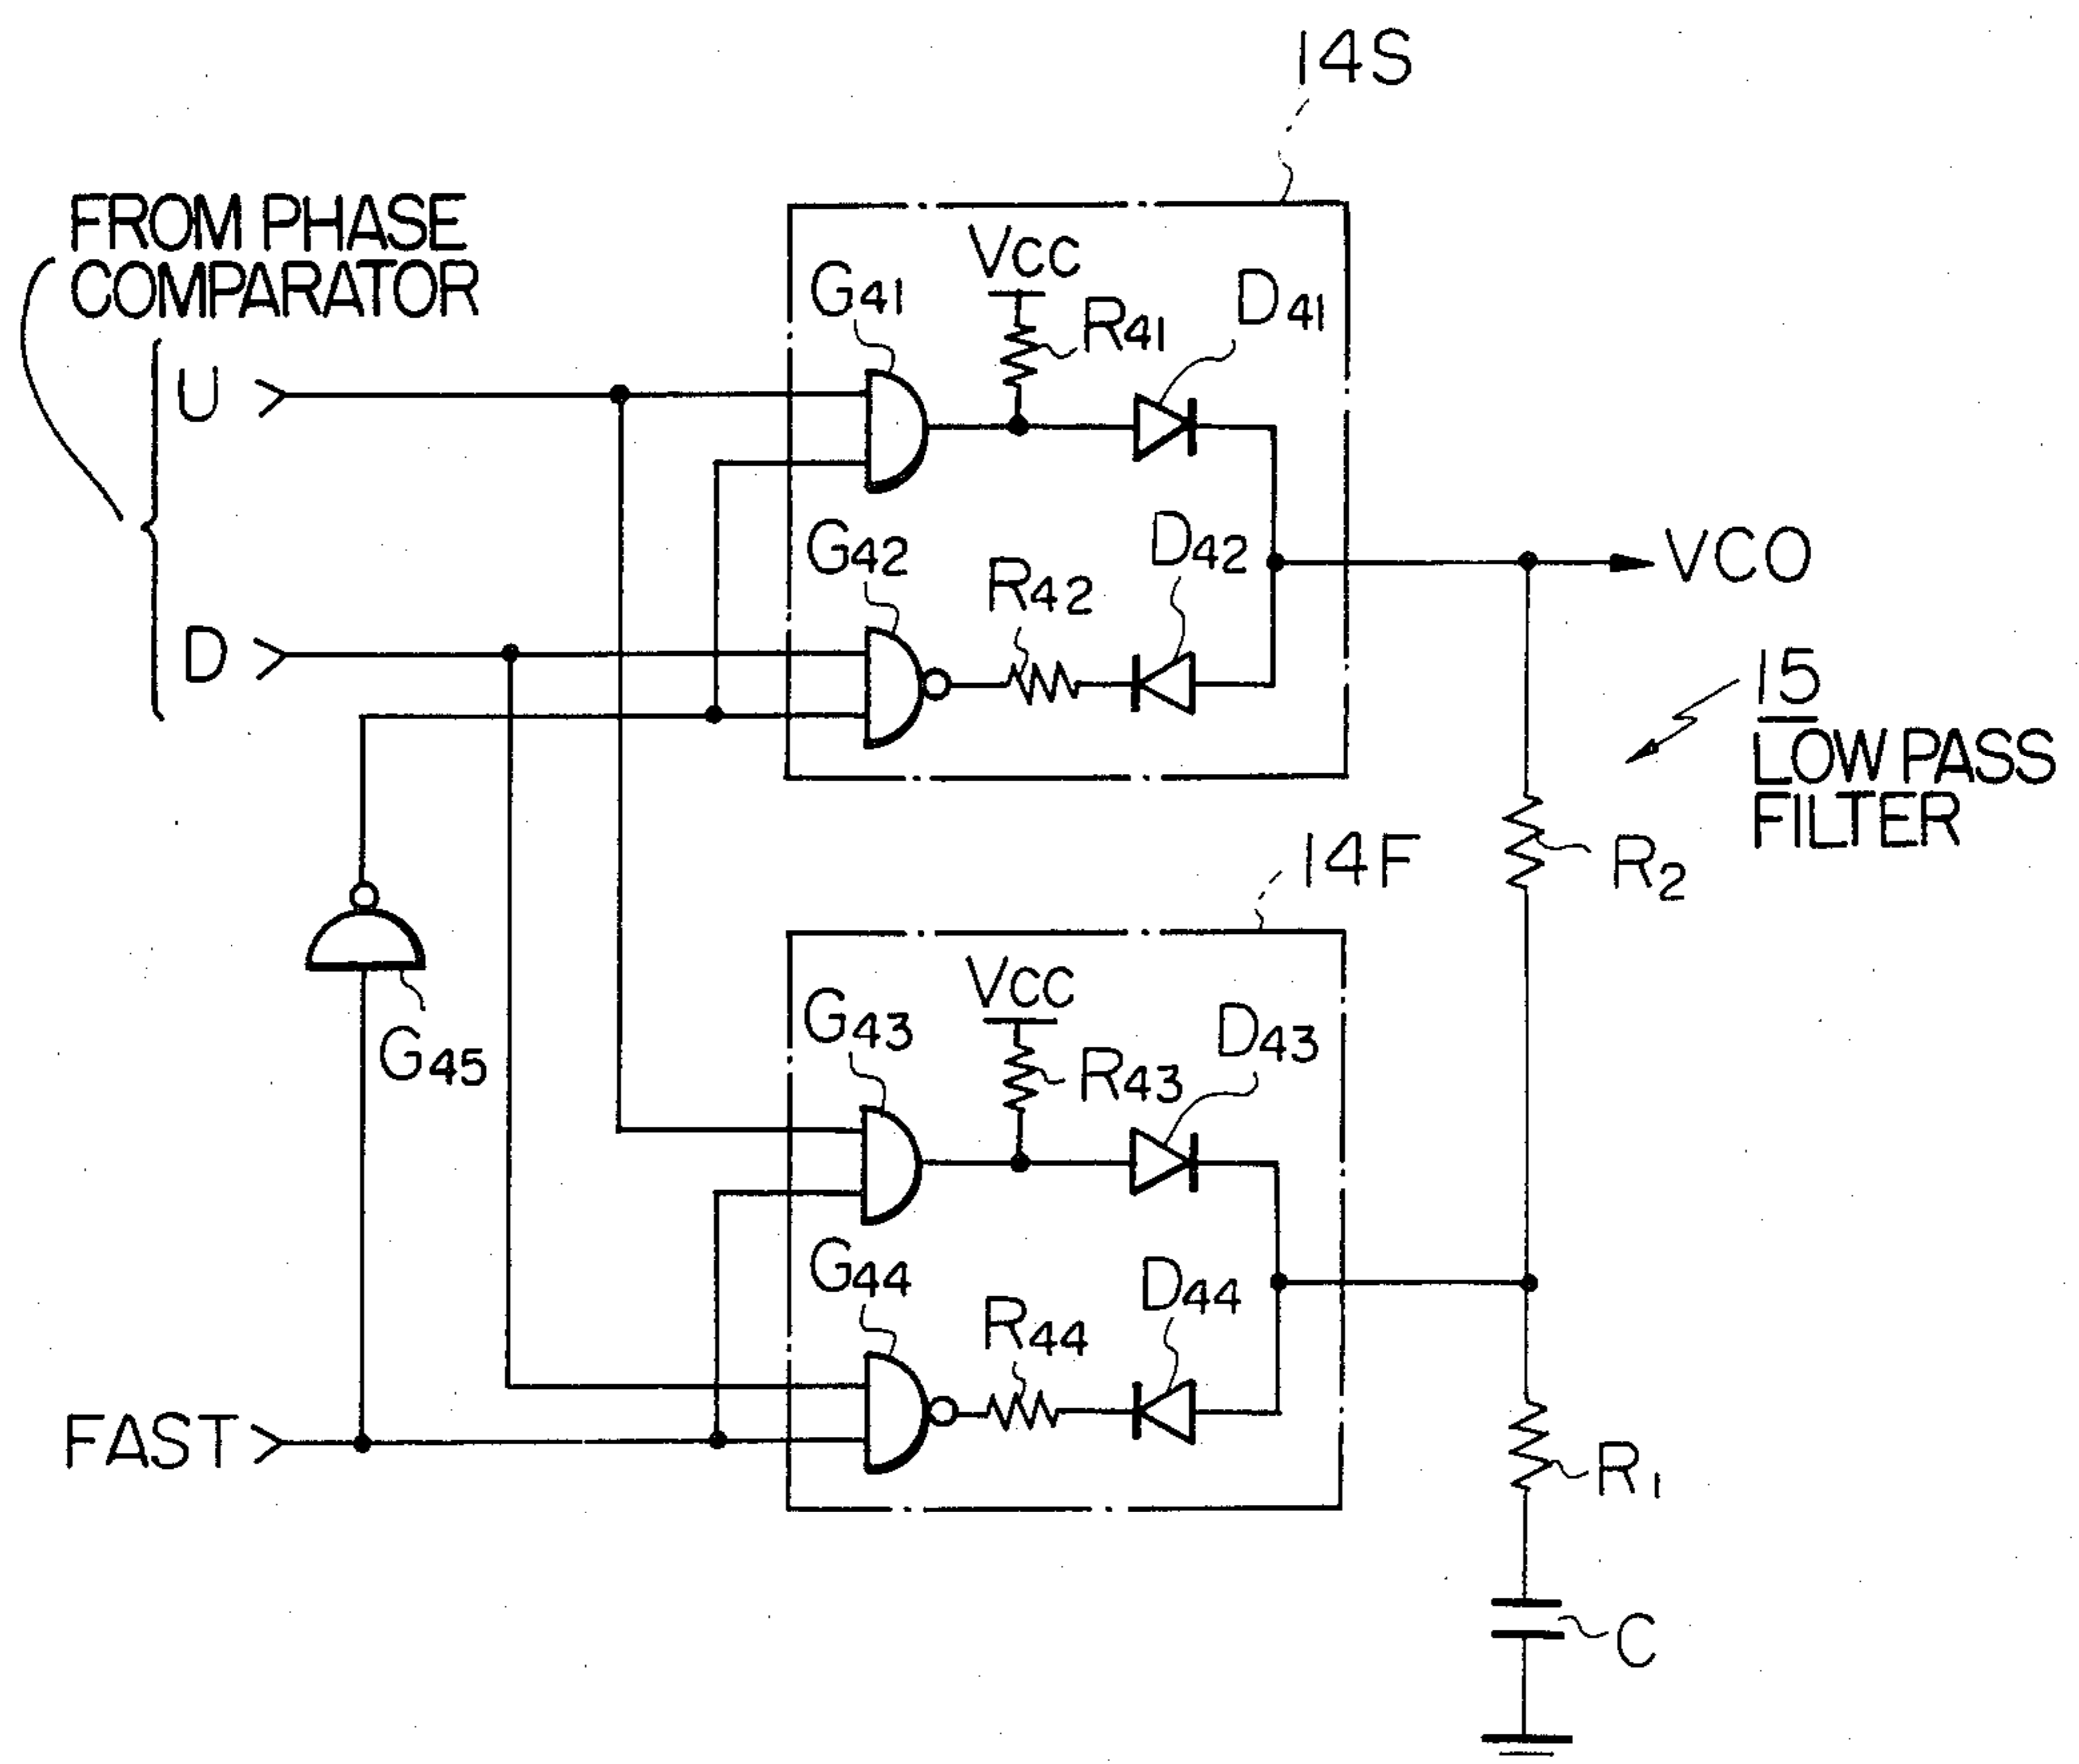 14S
FROM PHASE
COMPARATOR
Vcc
G41
R41
D41
U
G42
R42
D42
VCO
D
15
LOW PASS
FILTER
14F
R2
Vcc
G43
R43
D43
G45
G44
R44
D44
FAST
R1
C